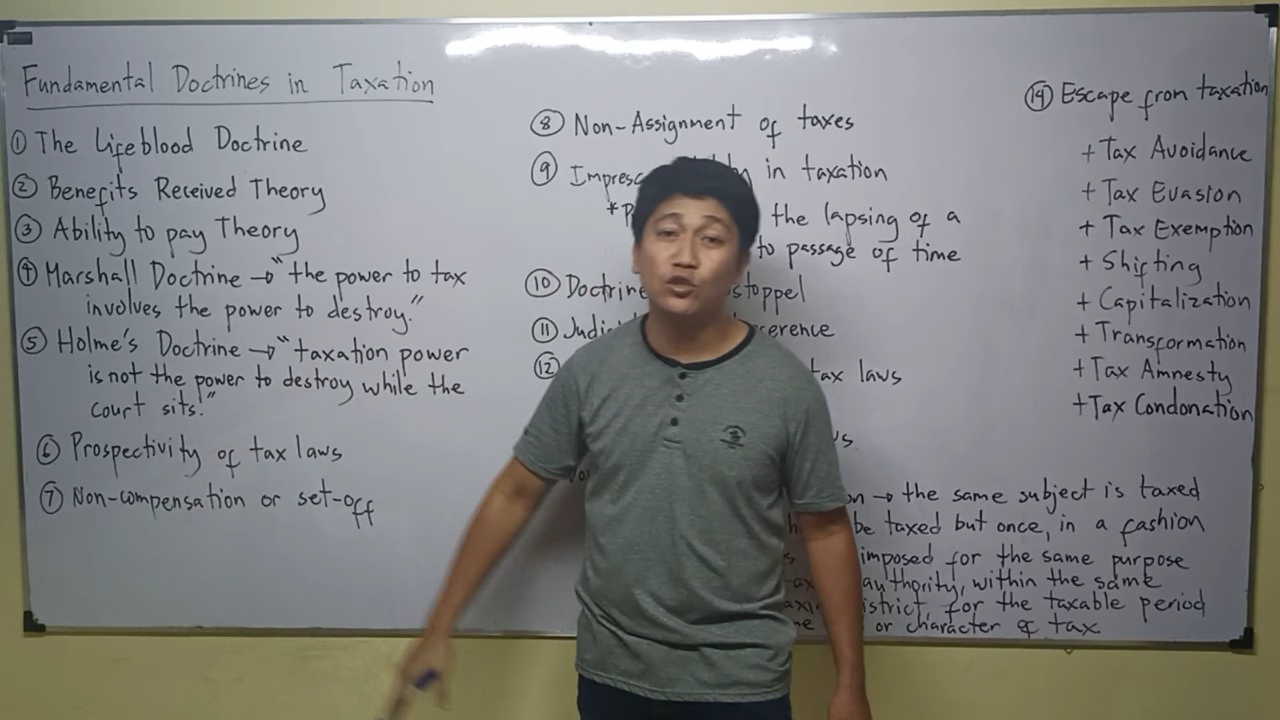 Fundamental Doctrines in Taxation
① The Lifeblood Doctrine
② Benefits Received Theory
③ Ability to pay Theory
④ Marshall Doctrine → "the power to tax
involves the power to destroy."
⑤ Holme's Doctrine → "taxation power
is not the power to destroy while the
court sits."
⑥ Prospectivity of tax laws
⑦ Non-compensation or set-off
⑧ Non-Assignment of taxes
⑨ in taxation
the lapsing of a
to passage of time
⑩ Doctrine
⑪
⑫ tax laws
→ the same subject is taxed
be taxed but once, in a fashion
imposed for the same purpose
authority, within the same
for the taxable period
or character of tax
⑭ Escape from taxation
+ Tax Avoidance
+ Tax Evasion
+ Tax Exemption
+ Shifting
+ Capitalization
+ Transformation
+ Tax Amnesty
+ Tax Condonation